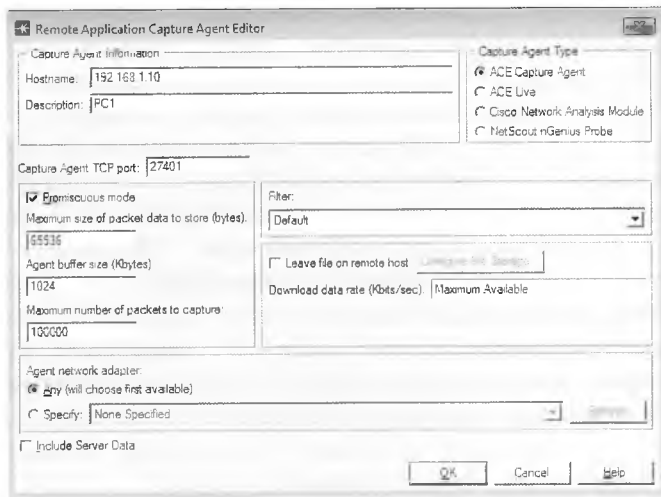 Remote Application Capture Agent Editor
Capture Agent Information
Hostname: 192.168.1.10
Description: PC1
Capture Agent Type
ACE Capture Agent
ACE Live
Cisco Network Analysis Module
NetScout nGenius Probe
Capture Agent TCP port: 27401
Promiscuous mode
Maximum size of packet data to store (bytes).
65536
Agent buffer size (Kbytes)
1024
Maximum number of packets to capture:
100000
Filter:
Default
Leave file on remote host
Download data rate (Kbits/sec). Maximum Available
Agent network adapter:
Any (will choose first available)
Specify: None Specified
Include Server Data
OK Cancel Help